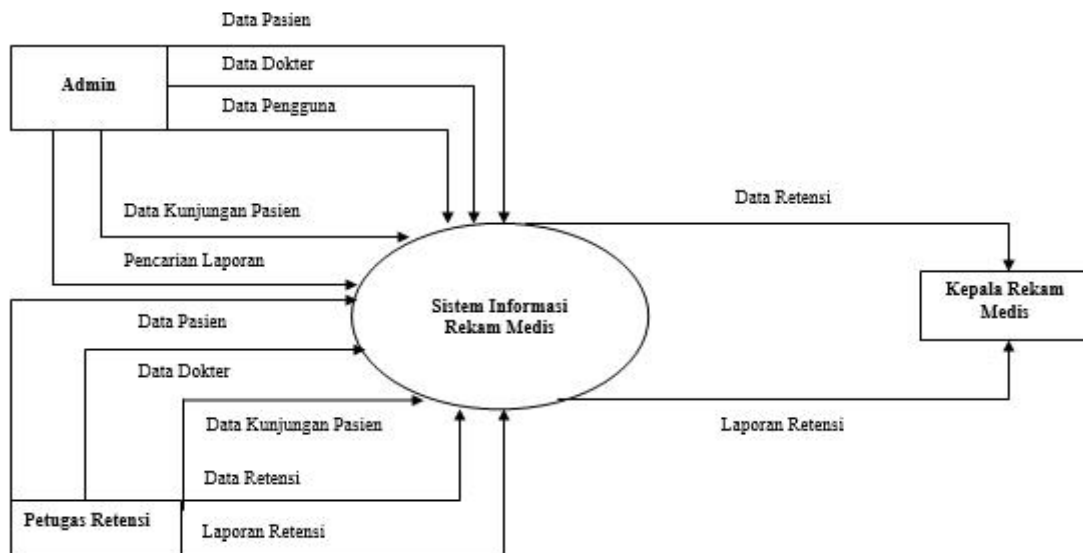 Data Pasien
Data Dokter
Admin
Data Pengguna
Data Kunjungan Pasien
Data Retensi
Pencarian Laporan
Sistem Informasi
Rekam Medis
Kepala Rekam
Medis
Data Pasien
Data Dokter
Data Kunjungan Pasien
Laporan Retensi
Data Retensi
Petugas Retensi
Laporan Retensi